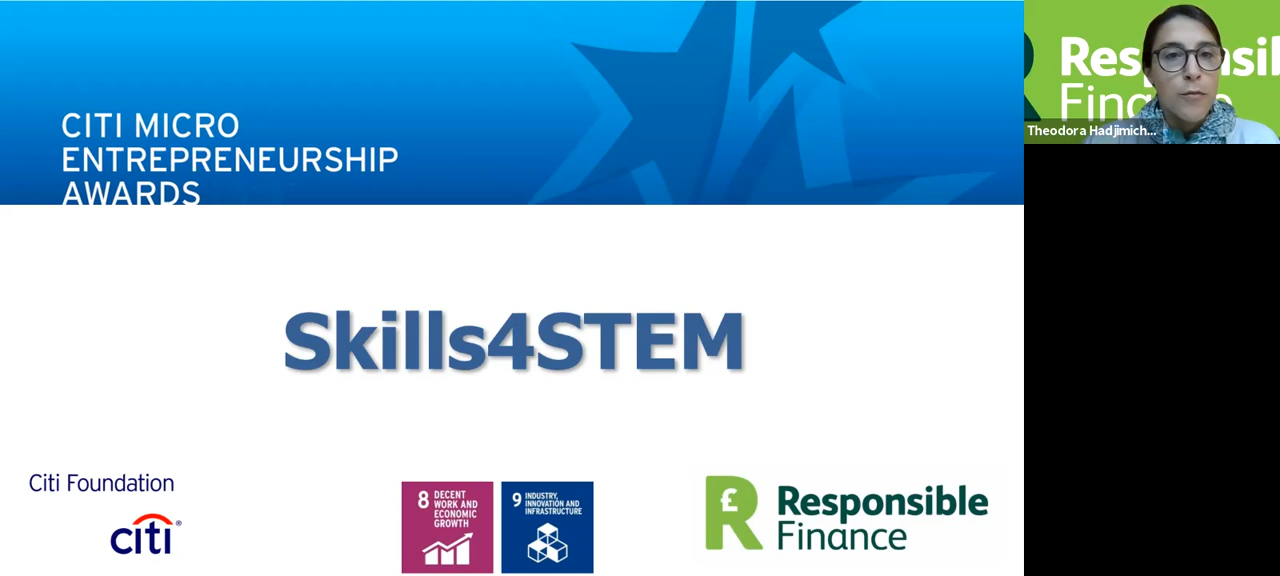 CITI MICRO
ENTREPRENEURSHIP
AWARDS
Skills4STEM
Citi Foundation
citi®
8 DECENT
WORK AND
ECONOMIC
GROWTH
9 INDUSTRY,
INNOVATION AND
INFRASTRUCTURE
£
Responsible
Finance
Theodora Hadjimich...